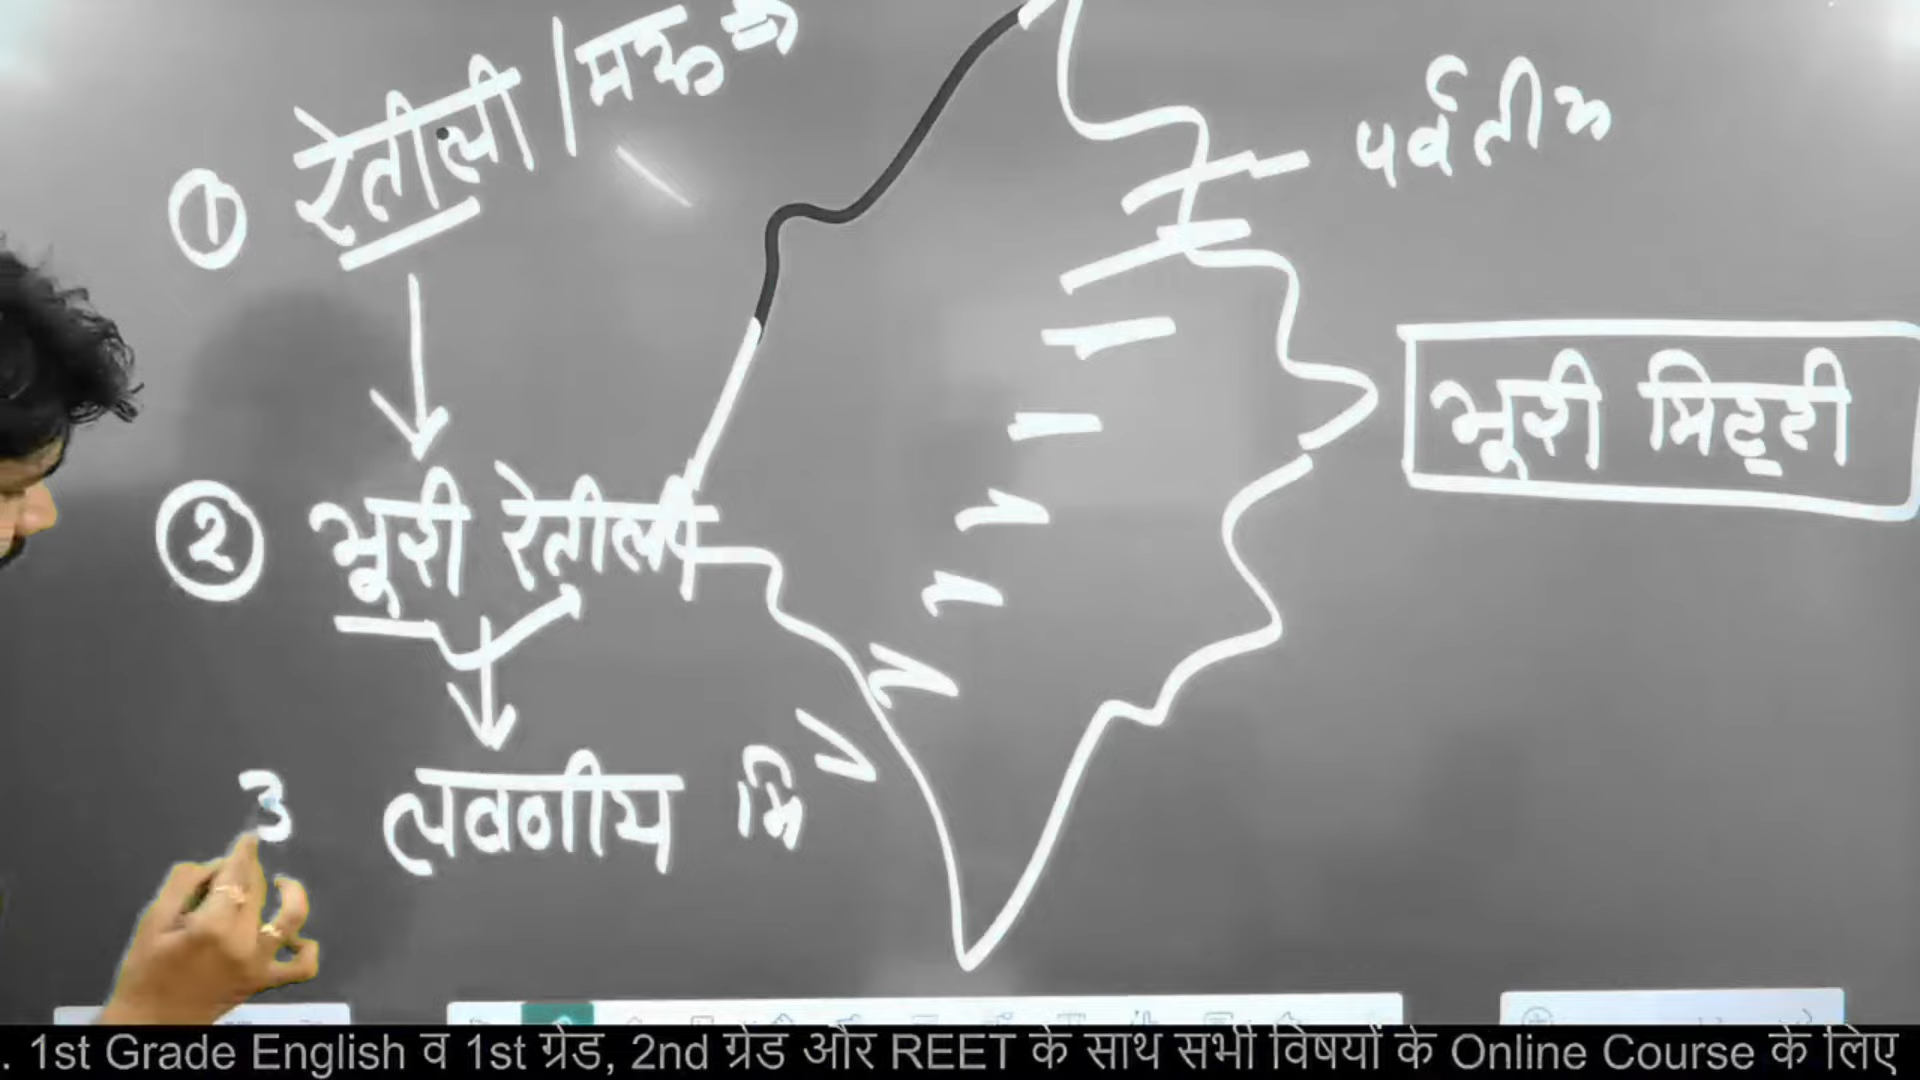 ① रेतीली / मरू
पर्वतीय
भूरी मिट्टी
② भूरी रेतीली
3 लवणीय मि
. 1st Grade English व 1st ग्रेड, 2nd ग्रेड और REET के साथ सभी विषयों के Online Course के लिए